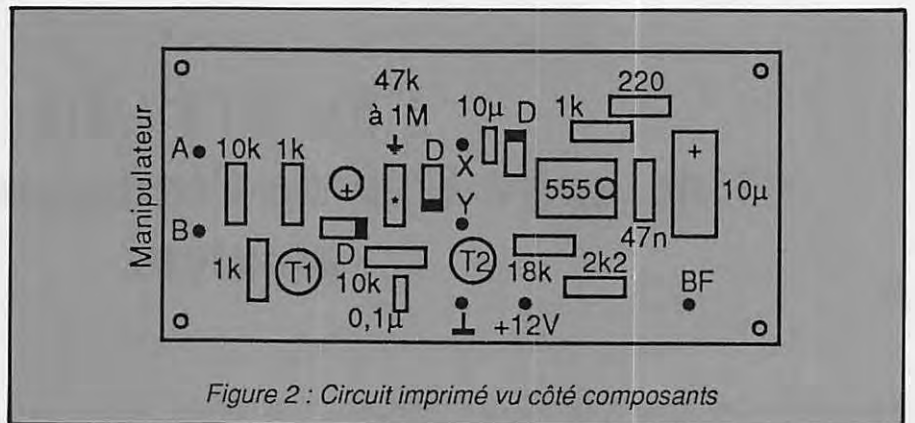 Manipulateur
47k
à 1M
10µ
D
220
1k
A
10k
1k
D
X
+
555
10µ
+
*
Y
B
47n
1k
T1
D
10k
T2
18k
2k2
BF
0,1µ
+12V
Figure 2 : Circuit imprimé vu côté composants